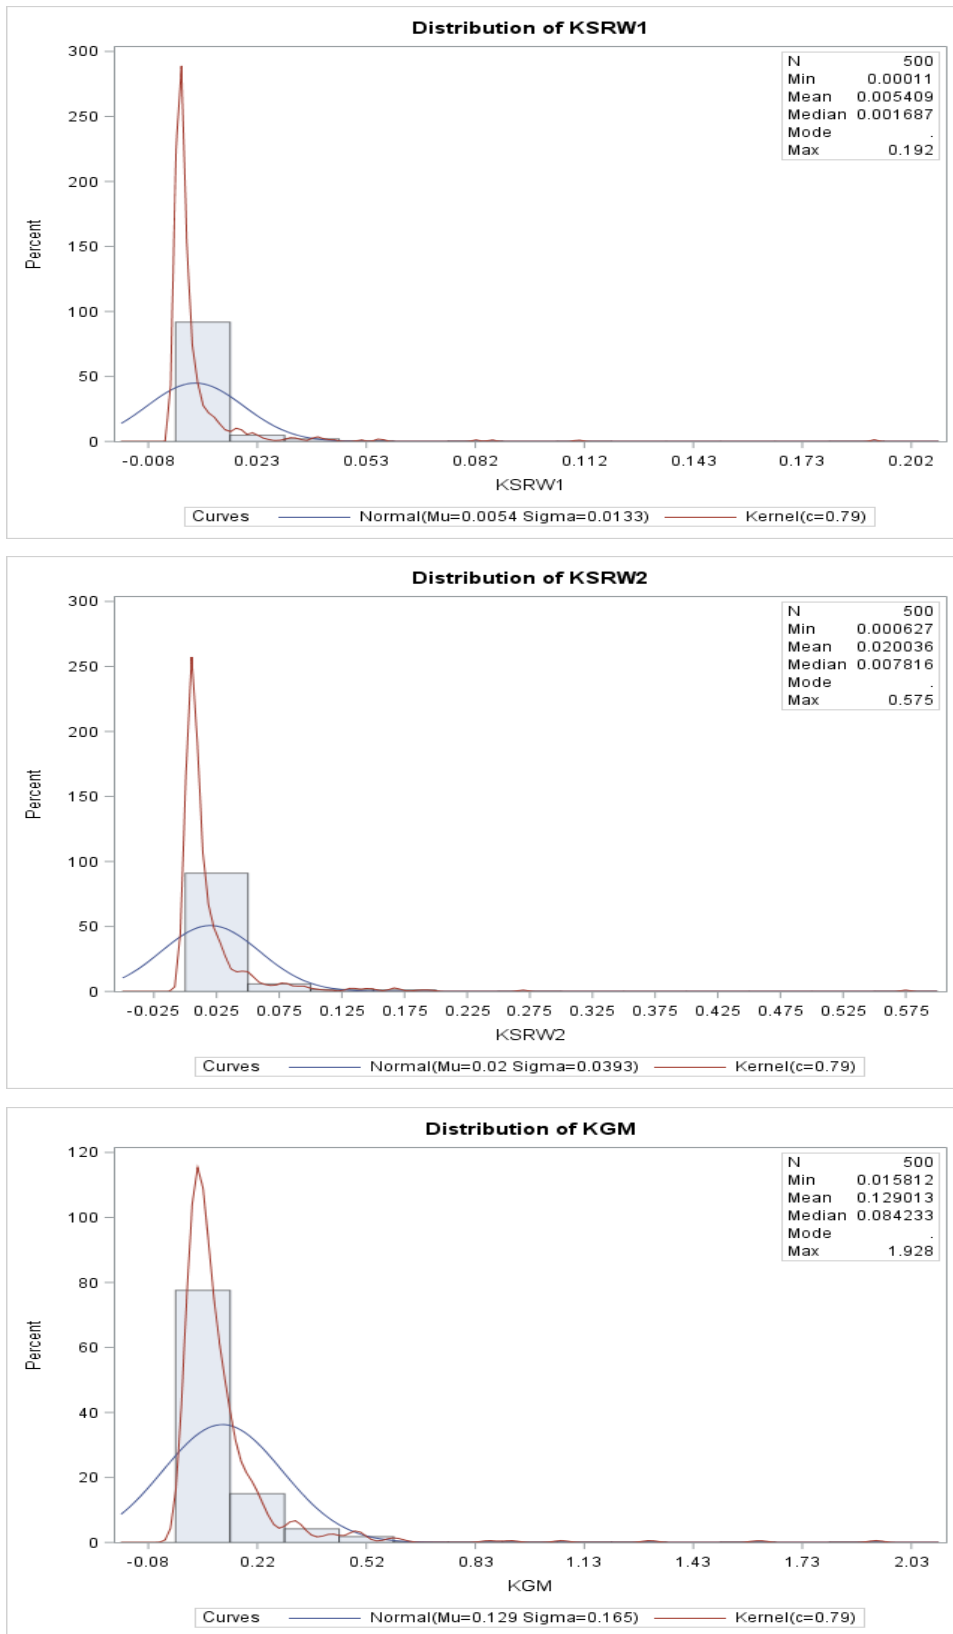 Distribution of KSRW1
300
250
200
150
100
50
0
Percent
N 500
Min 0.00011
Mean 0.005409
Median 0.001687
Mode .
Max 0.192
-0.008 0.023 0.053 0.082 0.112 0.143 0.173 0.202
KSRW1
Curves Normal(Mu=0.0054 Sigma=0.0133) Kernel(c=0.79)
Distribution of KSRW2
300
250
200
150
100
50
0
Percent
N 500
Min 0.000627
Mean 0.020036
Median 0.007816
Mode .
Max 0.575
-0.025 0.025 0.075 0.125 0.175 0.225 0.275 0.325 0.375 0.425 0.475 0.525 0.575
KSRW2
Curves Normal(Mu=0.02 Sigma=0.0393) Kernel(c=0.79)
Distribution of KGM
120
100
80
60
40
20
0
Percent
N 500
Min 0.015812
Mean 0.129013
Median 0.084233
Mode .
Max 1.928
-0.08 0.22 0.52 0.83 1.13 1.43 1.73 2.03
KGM
Curves Normal(Mu=0.129 Sigma=0.165) Kernel(c=0.79)